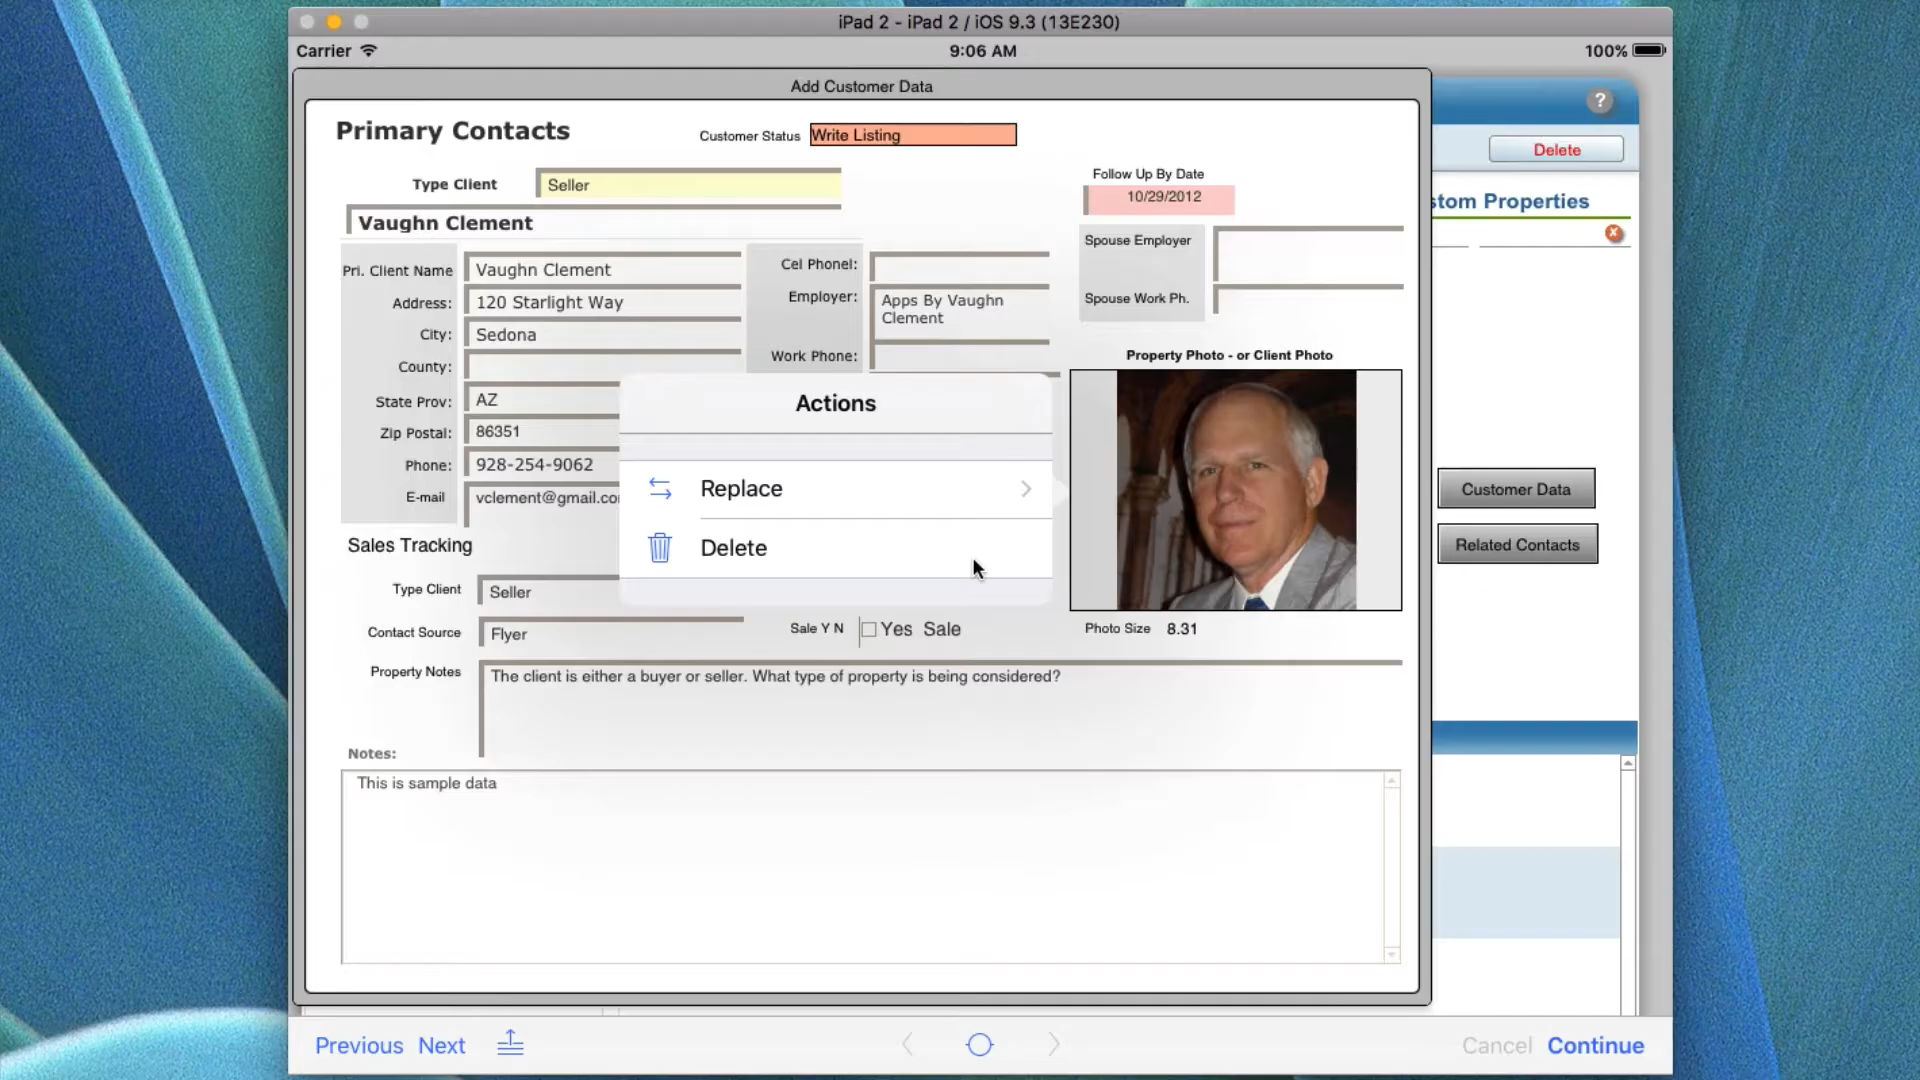 iPad 2 - iPad 2 / iOS 9.3 (13E230)
Carrier 9:06 AM 100%
Add Customer Data
?
Primary Contacts
Customer Status Write Listing
Delete
Type Client Seller
Follow Up By Date
10/29/2012
stom Properties
Vaughn Clement
Pri. Client Name Vaughn Clement
Address: 120 Starlight Way
City: Sedona
County:
State Prov: AZ
Zip Postal: 86351
Phone: 928-254-9062
E-mail vclement@gmail.co
Cel Phonel:
Employer: Apps By Vaughn
Clement
Work Phone:
Spouse Employer
Spouse Work Ph.
Property Photo - or Client Photo
Actions
Replace
Delete
Customer Data
Related Contacts
Sales Tracking
Type Client Seller
Contact Source Flyer
Sale Y N Yes Sale
Photo Size 8.31
Property Notes The client is either a buyer or seller. What type of property is being considered?
Notes:
This is sample data
Previous Next Cancel Continue